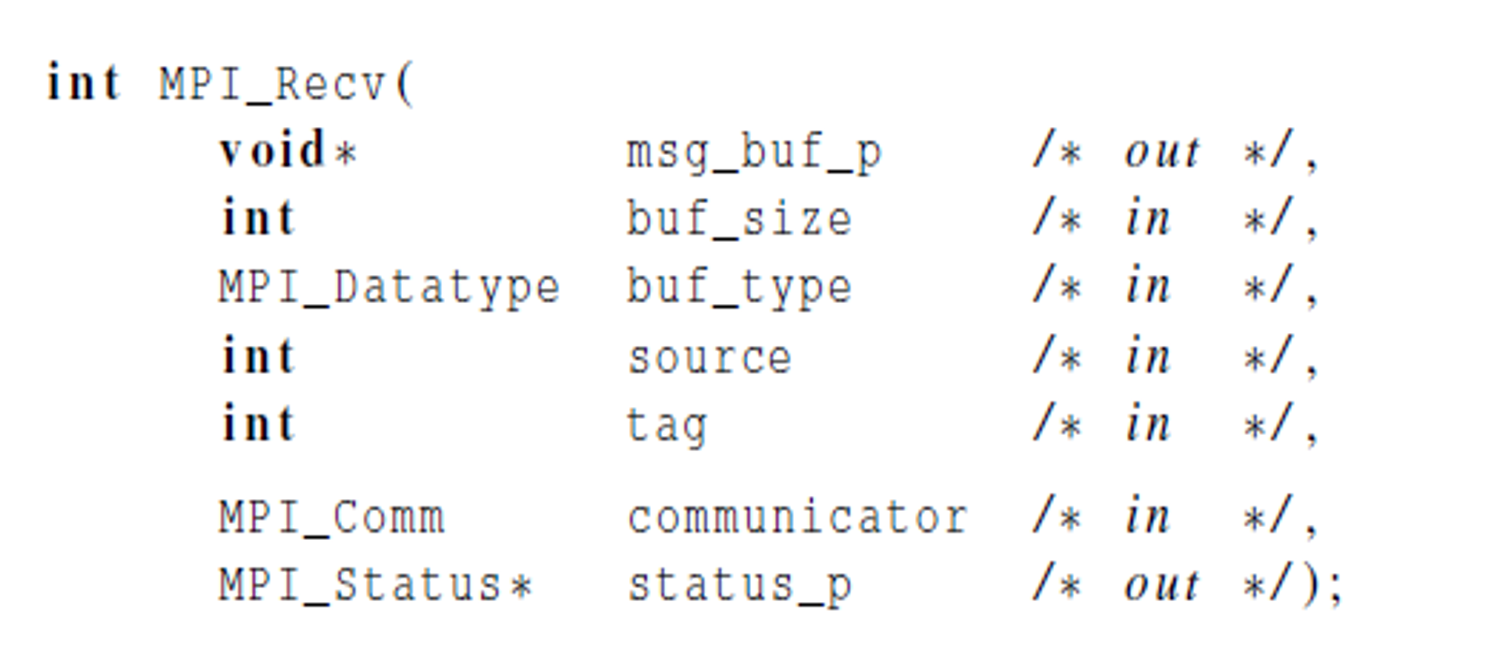 int MPI_Recv(
void* msg_buf_p /* out */,
int buf_size /* in */,
MPI_Datatype buf_type /* in */,
int source /* in */,
int tag /* in */,
MPI_Comm communicator /* in */,
MPI_Status* status_p /* out */);